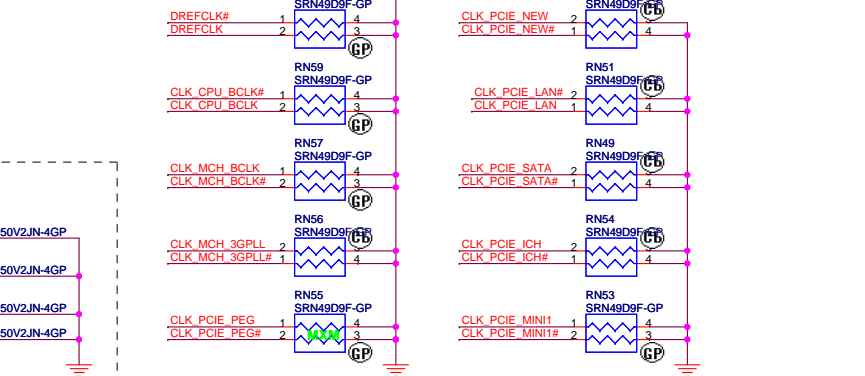 SRN49D9F-GP
DREFCLK# 1 4
DREFCLK 2 3
GP
RN59
SRN49D9F-GP
CLK_CPU_BCLK# 1 4
CLK_CPU_BCLK 2 3
GP
RN57
SRN49D9F-GP
CLK_MCH_BCLK 1 4
CLK_MCH_BCLK# 2 3
GP
RN56
SRN49D9F-GP
CLK_MCH_3GPLL 2
CLK_MCH_3GPLL# 1 4
RN55
SRN49D9F-GP
CLK_PCIE_PEG 1 4
CLK_PCIE_PEG# 2 MXM 3
GP
SRN49D9F-GP
CLK_PCIE_NEW 2
CLK_PCIE_NEW# 1 4
RN51
SRN49D9F-GP
CLK_PCIE_LAN# 2
CLK_PCIE_LAN 1 4
RN49
SRN49D9F-GP
CLK_PCIE_SATA 2
CLK_PCIE_SATA# 1 4
RN54
SRN49D9F-GP
CLK_PCIE_ICH 2
CLK_PCIE_ICH# 1 4
RN53
SRN49D9F-GP
CLK_PCIE_MINI1 1 4
CLK_PCIE_MINI1# 2 3
GP
50V2JN-4GP
50V2JN-4GP
50V2JN-4GP
50V2JN-4GP